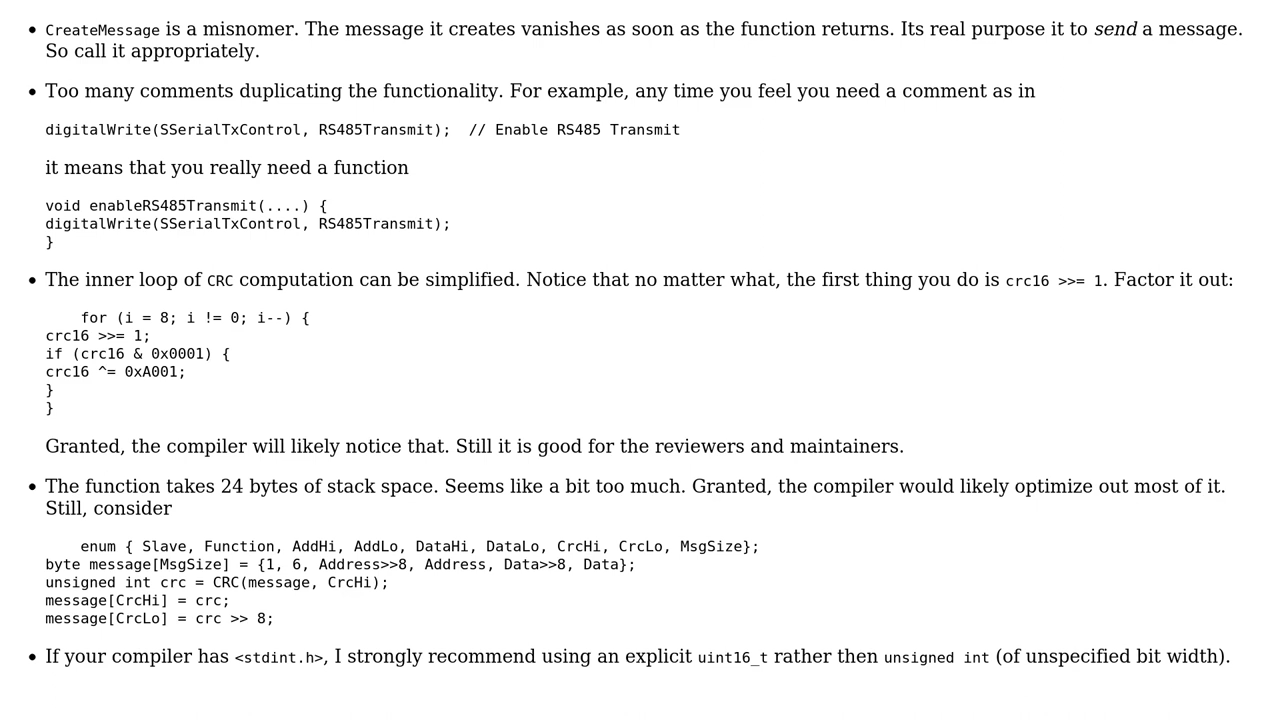 • CreateMessage is a misnomer. The message it creates vanishes as soon as the function returns. Its real purpose it to send a message.
So call it appropriately.
• Too many comments duplicating the functionality. For example, any time you feel you need a comment as in
digitalWrite(SSerialTxControl, RS485Transmit);  // Enable RS485 Transmit
it means that you really need a function
void enableRS485Transmit(....) {
digitalWrite(SSerialTxControl, RS485Transmit);
}
• The inner loop of CRC computation can be simplified. Notice that no matter what, the first thing you do is crc16 >>= 1. Factor it out:
    for (i = 8; i != 0; i--) {
crc16 >>= 1;
if (crc16 & 0x0001) {
crc16 ^= 0xA001;
}
}
Granted, the compiler will likely notice that. Still it is good for the reviewers and maintainers.
• The function takes 24 bytes of stack space. Seems like a bit too much. Granted, the compiler would likely optimize out most of it.
Still, consider
    enum { Slave, Function, AddHi, AddLo, DataHi, DataLo, CrcHi, CrcLo, MsgSize};
byte message[MsgSize] = {1, 6, Address>>8, Address, Data>>8, Data};
unsigned int crc = CRC(message, CrcHi);
message[CrcHi] = crc;
message[CrcLo] = crc >> 8;
• If your compiler has <stdint.h>, I strongly recommend using an explicit uint16_t rather then unsigned int (of unspecified bit width).